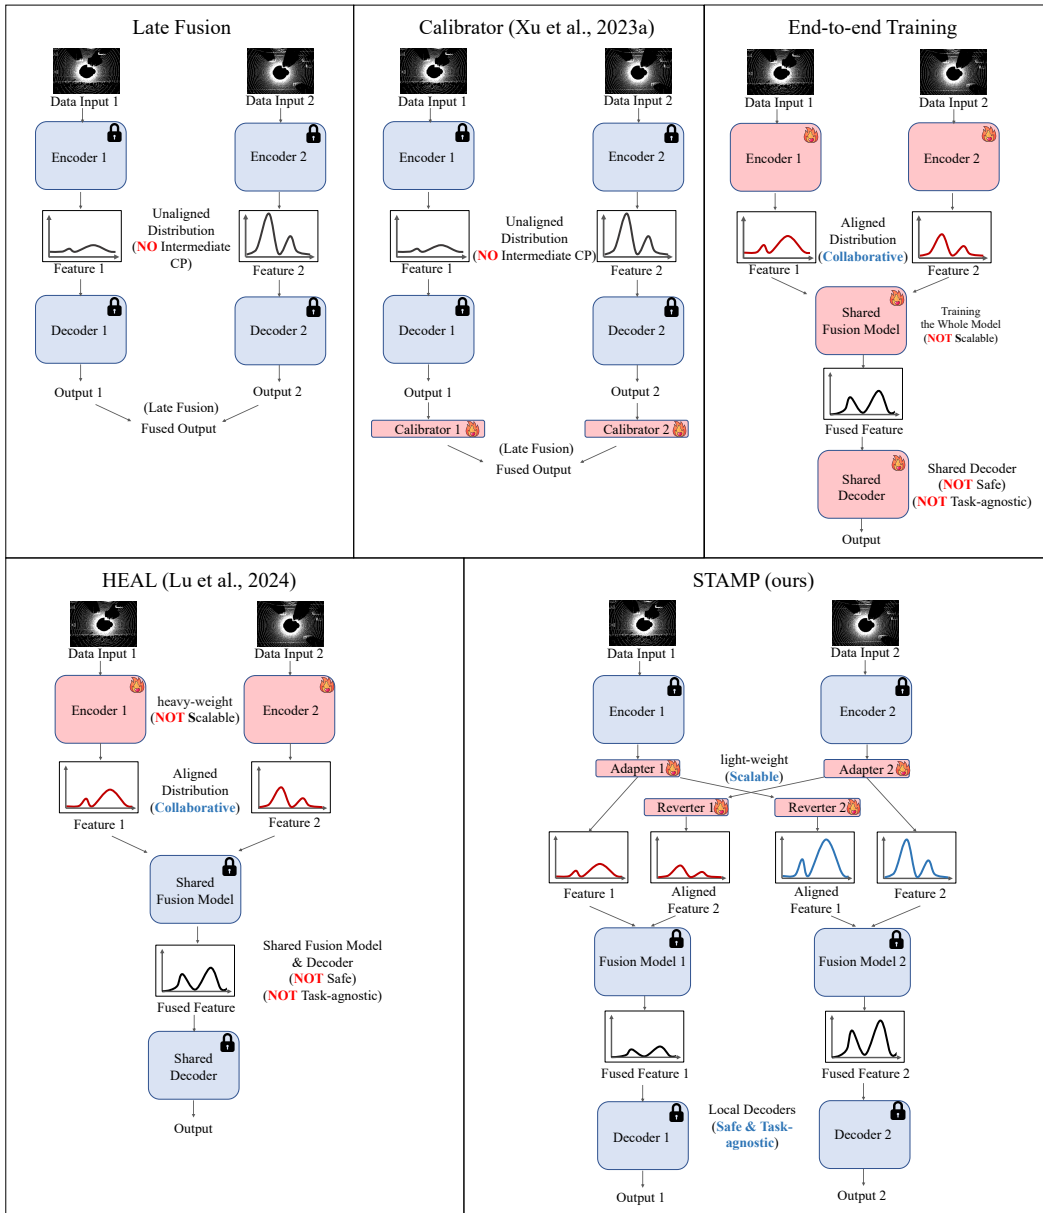 Late Fusion
Data Input 1
Data Input 2
Encoder 1
Encoder 2
Unaligned
Distribution
(NO Intermediate
CP)
Feature 1
Feature 2
Decoder 1
Decoder 2
Output 1
Output 2
(Late Fusion)
Fused Output
Calibrator (Xu et al., 2023a)
Data Input 1
Data Input 2
Encoder 1
Encoder 2
Unaligned
Distribution
(NO Intermediate CP)
Feature 1
Feature 2
Decoder 1
Decoder 2
Output 1
Output 2
Calibrator 1
Calibrator 2
(Late Fusion)
Fused Output
End-to-end Training
Data Input 1
Data Input 2
Encoder 1
Encoder 2
Aligned
Distribution
(Collaborative)
Feature 1
Feature 2
Shared
Fusion Model
Training
the Whole Model
(NOT Scalable)
Fused Feature
Shared
Decoder
Shared Decoder
(NOT Safe)
(NOT Task-agnostic)
Output
HEAL (Lu et al., 2024)
Data Input 1
Data Input 2
Encoder 1
heavy-weight
(NOT Scalable)
Encoder 2
Aligned
Distribution
(Collaborative)
Feature 1
Feature 2
Shared
Fusion Model
Shared Fusion Model
& Decoder
(NOT Safe)
(NOT Task-agnostic)
Fused Feature
Shared
Decoder
Output
STAMP (ours)
Data Input 1
Data Input 2
Encoder 1
Encoder 2
Adapter 1
light-weight
(Scalable)
Adapter 2
Reverter 1
Reverter 2
Feature 1
Aligned
Feature 2
Aligned
Feature 1
Feature 2
Fusion Model 1
Fusion Model 2
Fused Feature 1
Fused Feature 2
Decoder 1
Local Decoders
(Safe & Task-
agnostic)
Decoder 2
Output 1
Output 2